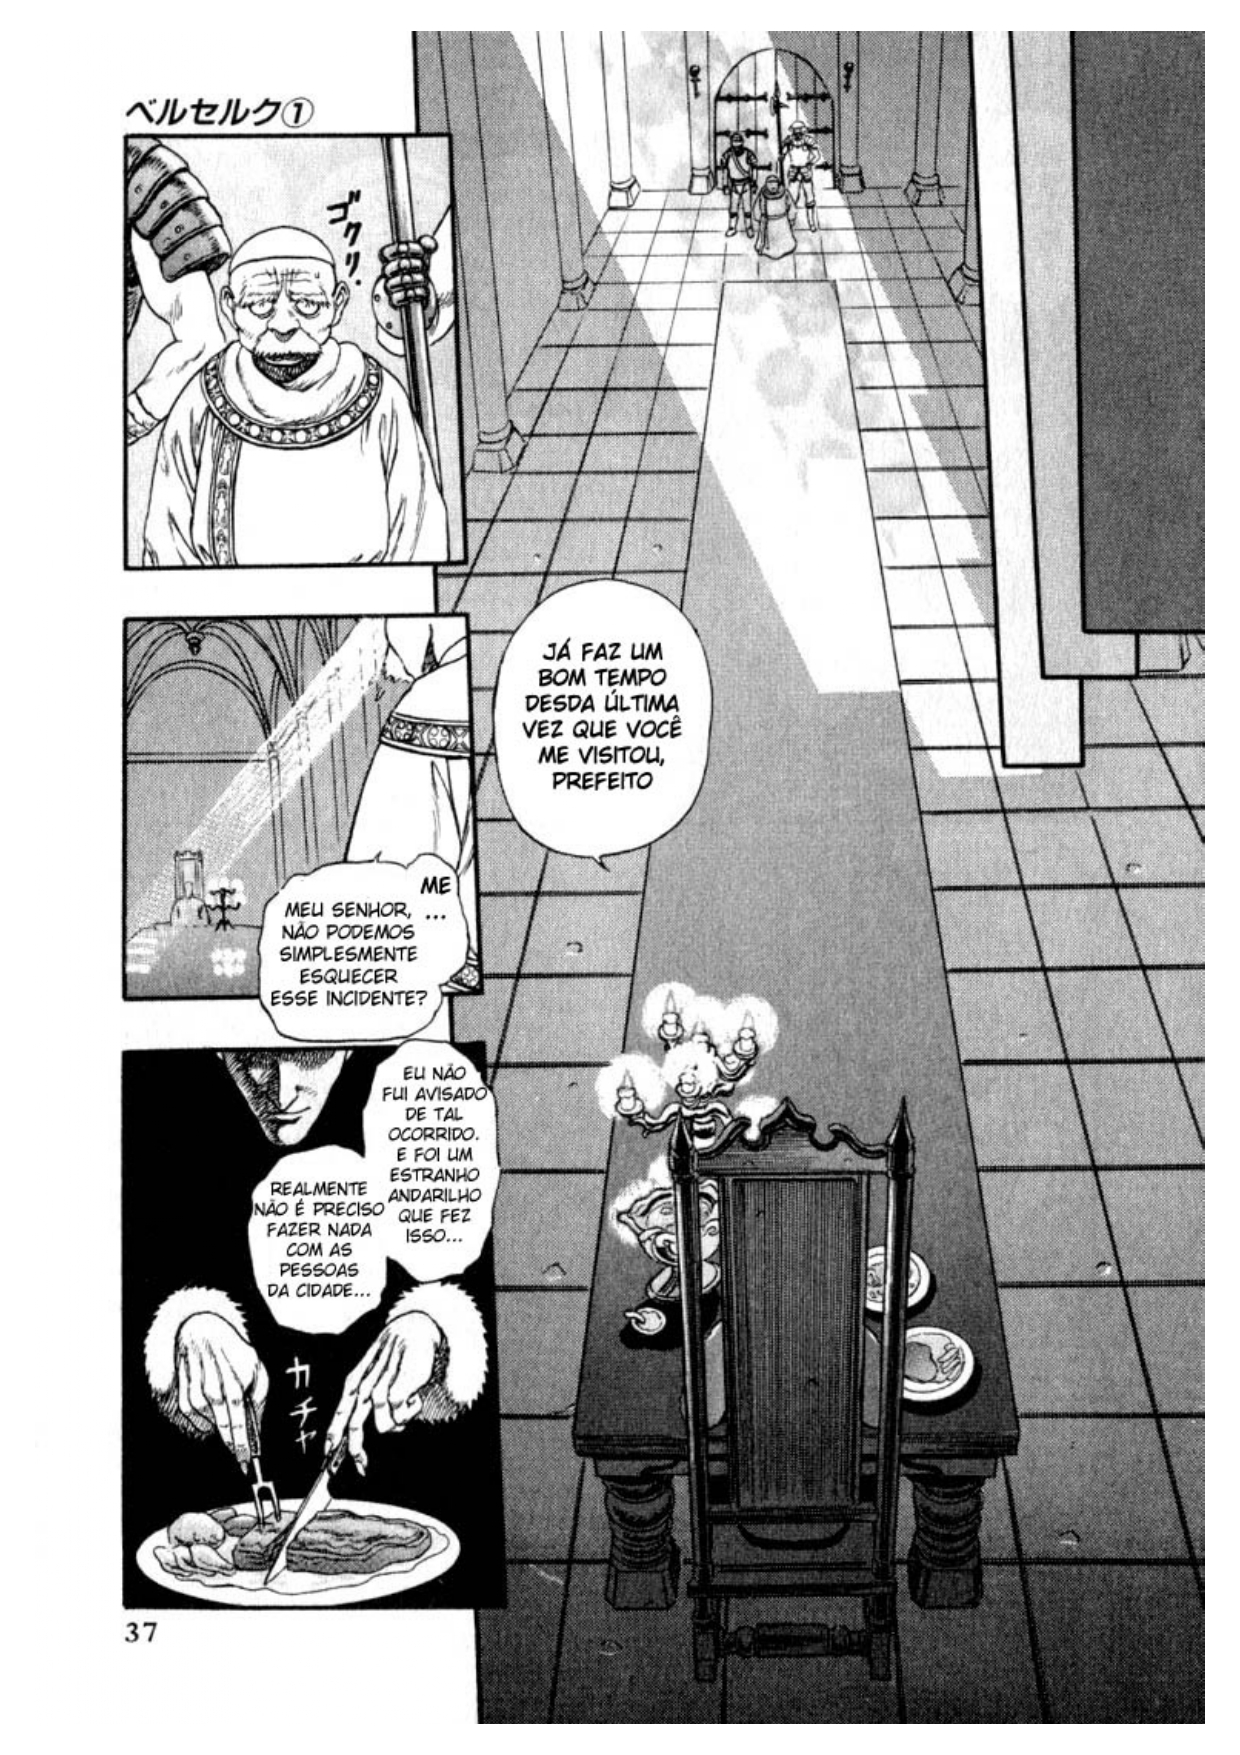 ベルセルク①
JÁ FAZ UM
BOM TEMPO
DESDA ÚLTIMA
VEZ QUE VOCÊ
ME VISITOU,
PREFEITO
ゴクリ.
ME
...
MEU SENHOR,
NÃO PODEMOS
SIMPLESMENTE
ESQUECER
ESSE INCIDENTE?
EU NÃO
FUI AVISADO
DE TAL
OCORRIDO.
E FOI UM
ESTRANHO
ANDARILHO
QUE FEZ
ISSO...
REALMENTE
NÃO É PRECISO
FAZER NADA
COM AS
PESSOAS
DA CIDADE...
カチャ
37